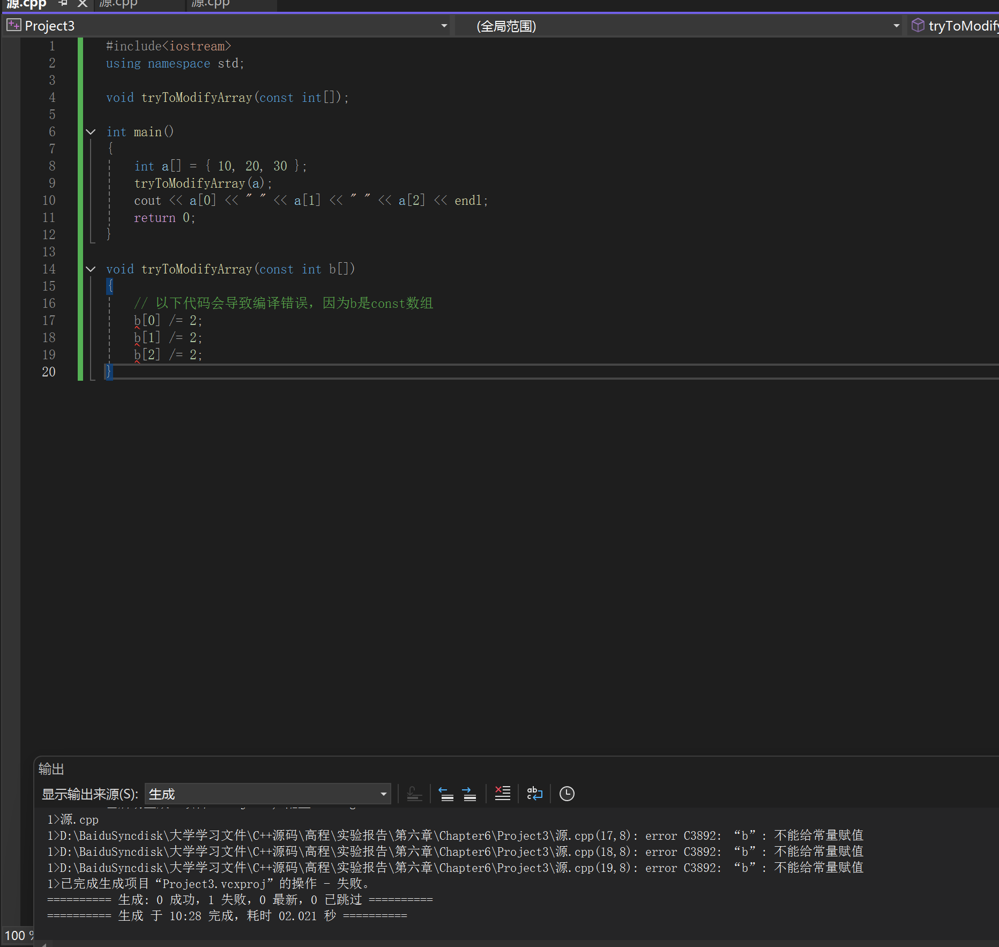 源.cpp 源.cpp 源.cpp
Project3 (全局范围) tryToModify
1 #include<iostream>
2 using namespace std;
3
4 void tryToModifyArray(const int[]);
5
6 int main()
7 {
8 int a[] = { 10, 20, 30 };
9 tryToModifyArray(a);
10 cout << a[0] << " " << a[1] << " " << a[2] << endl;
11 return 0;
12 }
13
14 void tryToModifyArray(const int b[])
15 {
16 // 以下代码会导致编译错误，因为b是const数组
17 b[0] /= 2;
18 b[1] /= 2;
19 b[2] /= 2;
20 }
输出
显示输出来源(S): 生成
1>源.cpp
1>D:\BaiduSyncdisk\大学学习文件\C++源码\高程\实验报告\第六章\Chapter6\Project3\源.cpp(17,8): error C3892: “b”: 不能给常量赋值
1>D:\BaiduSyncdisk\大学学习文件\C++源码\高程\实验报告\第六章\Chapter6\Project3\源.cpp(18,8): error C3892: “b”: 不能给常量赋值
1>D:\BaiduSyncdisk\大学学习文件\C++源码\高程\实验报告\第六章\Chapter6\Project3\源.cpp(19,8): error C3892: “b”: 不能给常量赋值
1>已完成生成项目“Project3.vcxproj”的操作 - 失败。
========== 生成: 0 成功，1 失败，0 最新，0 已跳过 ==========
========== 生成 于 10:28 完成，耗时 02.021 秒 ==========
100 %